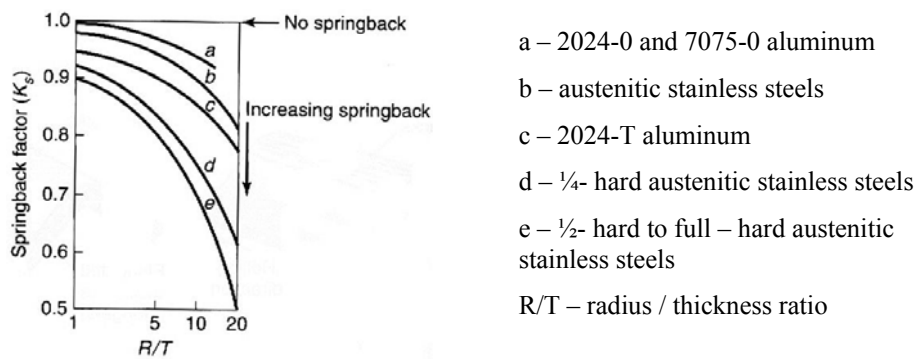 1.0
0.9
0.8
0.7
0.6
0.5
Springback factor (Ks)
No springback
Increasing springback
a
b
c
d
e
1 5 10 20
R/T
a – 2024-0 and 7075-0 aluminum
b – austenitic stainless steels
c – 2024-T aluminum
d – ¼- hard austenitic stainless steels
e – ½- hard to full – hard austenitic
stainless steels
R/T – radius / thickness ratio